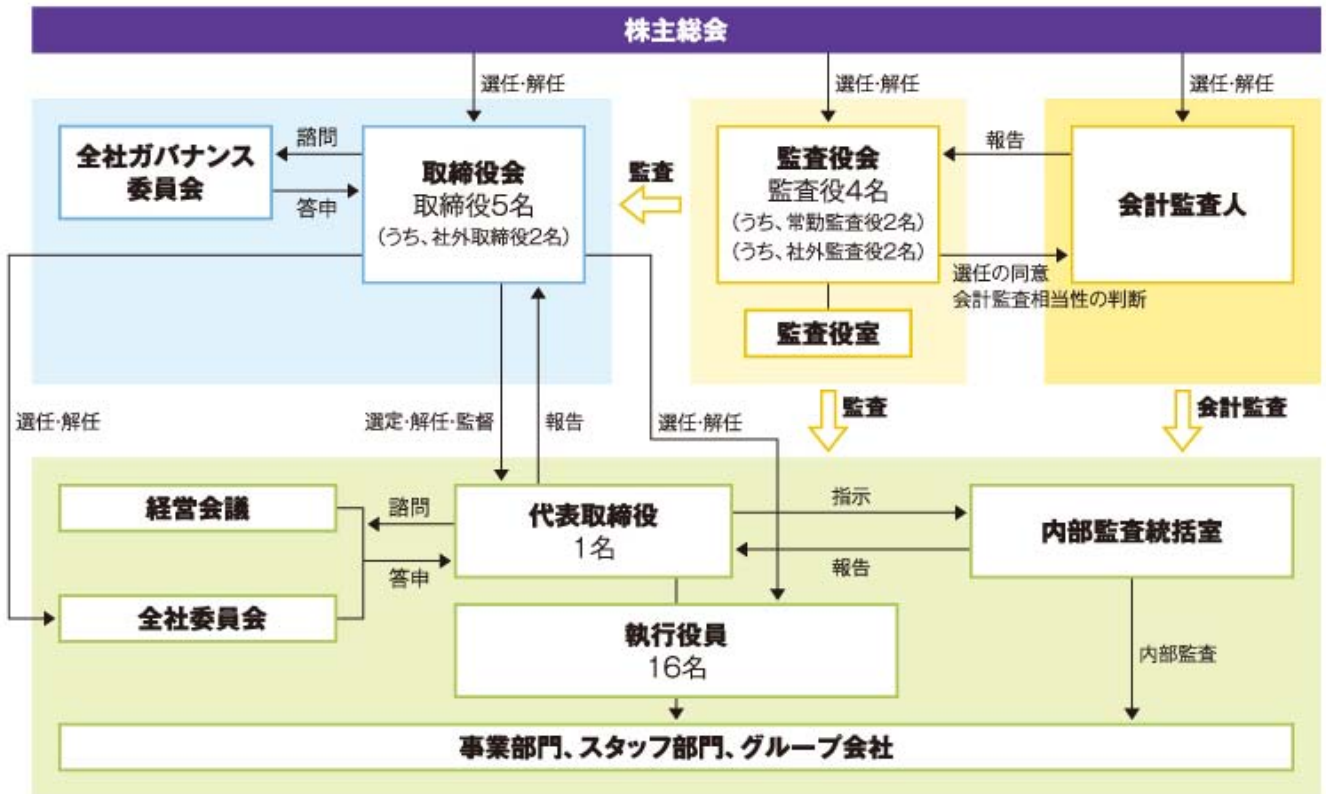 株主総会
選任・解任
選任・解任
選任・解任
全社ガバナンス
委員会
諮問
答申
取締役会
取締役5名
(うち、社外取締役2名)
監査
監査役会
監査役4名
(うち、常勤監査役2名)
(うち、社外監査役2名)
監査役室
報告
選任の同意
会計監査相当性の判断
会計監査人
選任・解任
選定・解任・監督
報告
選任・解任
監査
会計監査
経営会議
全社委員会
諮問
答申
代表取締役
1名
指示
報告
内部監査統括室
執行役員
16名
内部監査
事業部門、スタッフ部門、グループ会社